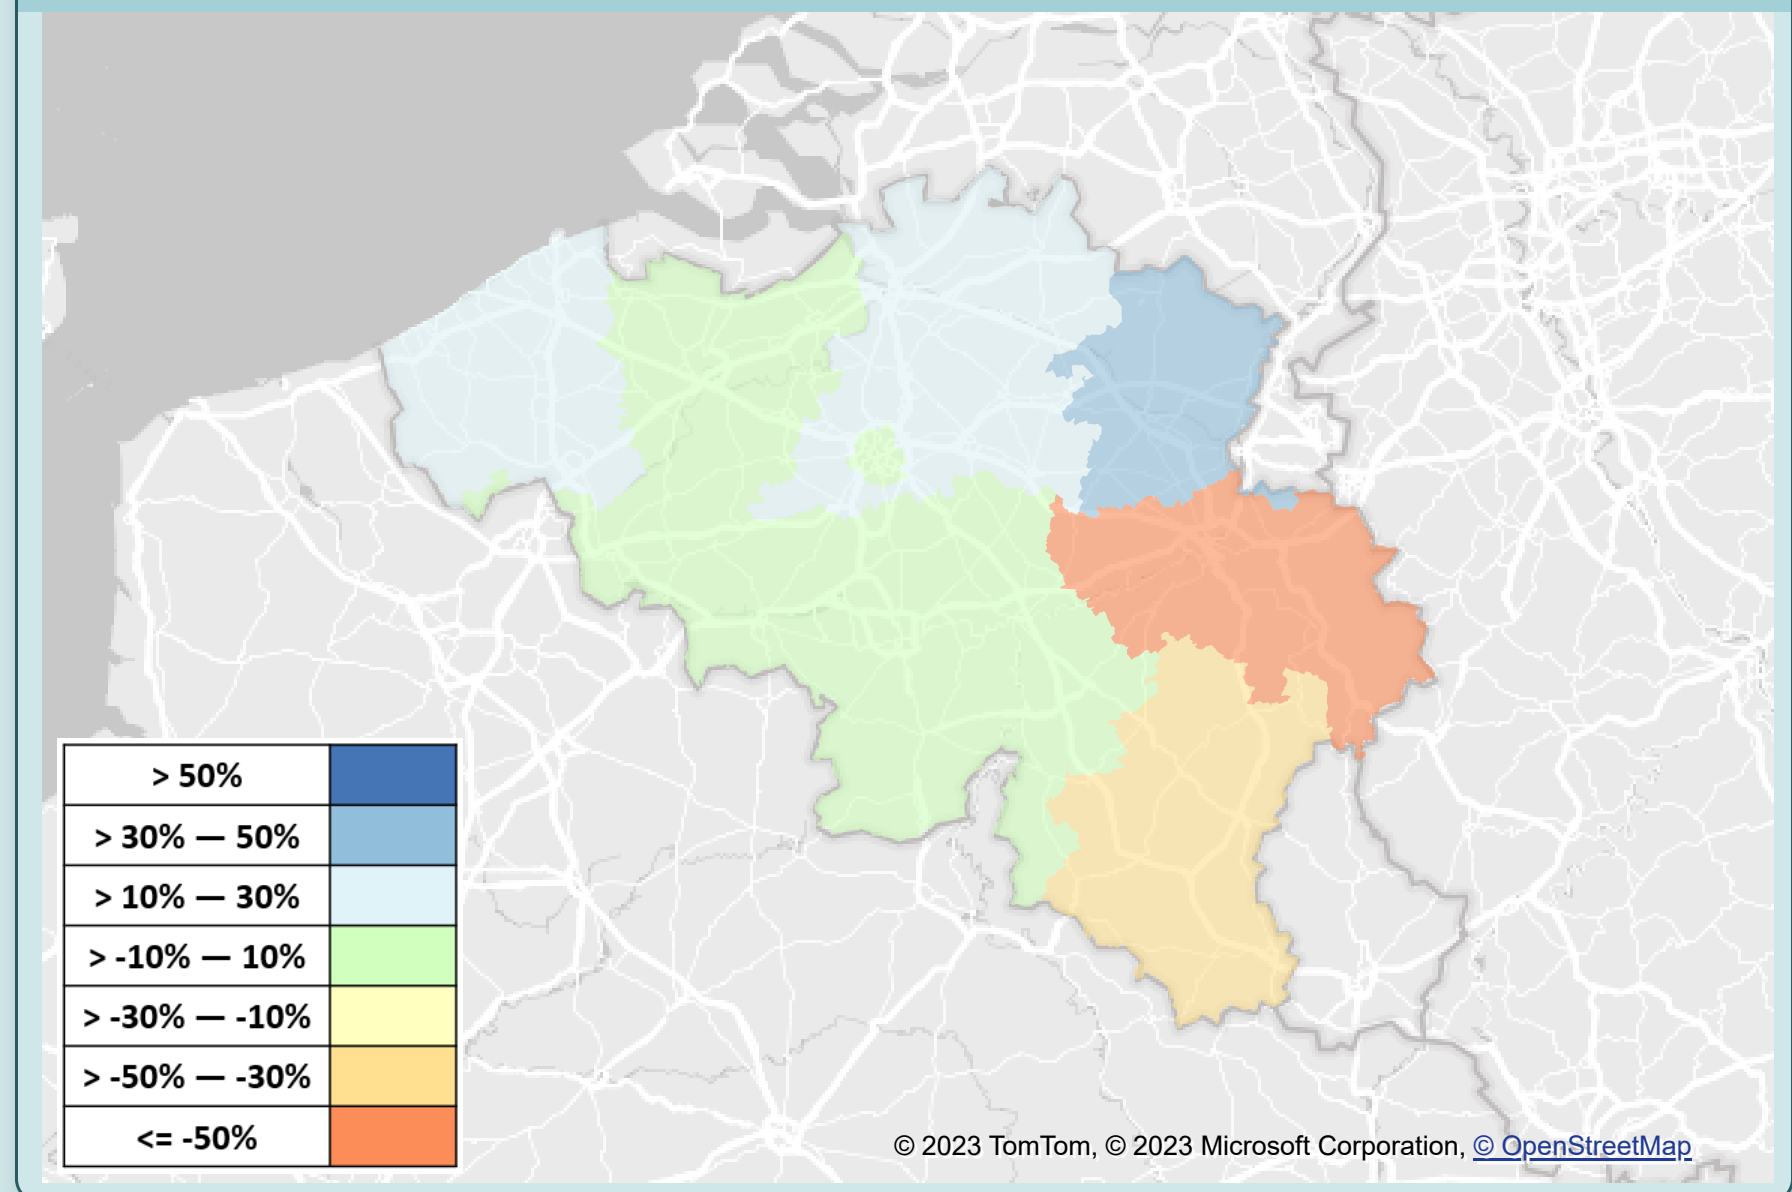 > 50%
> 30% — 50%
> 10% — 30%
> -10% — 10%
> -30% — -10%
> -50% — -30%
<= -50%
© 2023 TomTom, © 2023 Microsoft Corporation, © OpenStreetMap